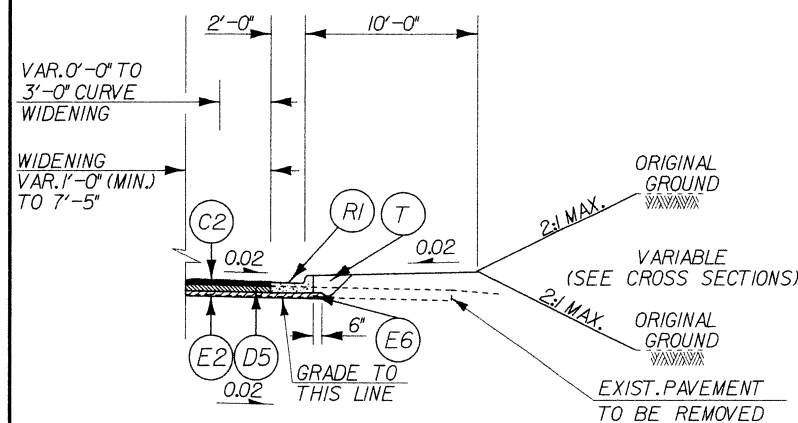 2'-0"
10'-0"
VAR.0'-0" TO
3'-0" CURVE
WIDENING
WIDENING
VAR.1'-0" (MIN.)
TO 7'-5"
ORIGINAL
GROUND
C2
R1
T
2:1 MAX.
0.02
0.02
VARIABLE
(SEE CROSS SECTIONS)
2:1 MAX.
ORIGINAL
GROUND
6"
E6
E2
D5
GRADE TO
THIS LINE
0.02
EXIST.PAVEMENT
TO BE REMOVED